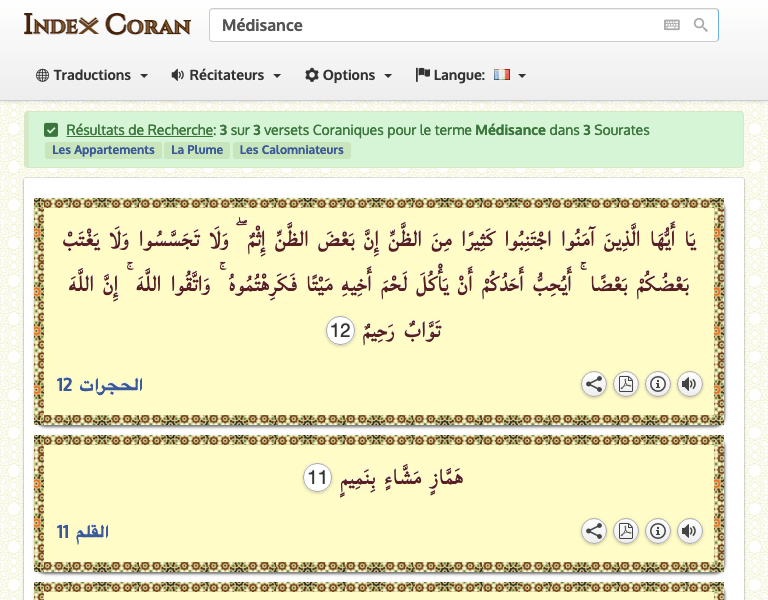 INDEX CORAN
Médisance
Traductions Récitateurs Options Langue:
Résultats de Recherche: 3 sur 3 versets Coraniques pour le terme Médisance dans 3 Sourates
Les Appartements La Plume Les Calomniateurs
يَا أَيُّهَا الَّذِينَ آمَنُوا اجْتَنِبُوا كَثِيرًا مِنَ الظَّنِّ إِنَّ بَعْضَ الظَّنِّ إِثْمٌ ۖ وَلَا تَجَسَّسُوا وَلَا يَغْتَبْ
بَعْضُكُمْ بَعْضًا ۚ أَيُحِبُّ أَحَدُكُمْ أَنْ يَأْكُلَ لَحْمَ أَخِيهِ مَيْتًا فَكَرِهْتُمُوهُ ۚ وَاتَّقُوا اللَّهَ ۚ إِنَّ اللَّهَ
تَوَّابٌ رَحِيمٌ 12
الحجرات 12
هَمَّازٍ مَشَّاءٍ بِنَمِيمٍ 11
القلم 11